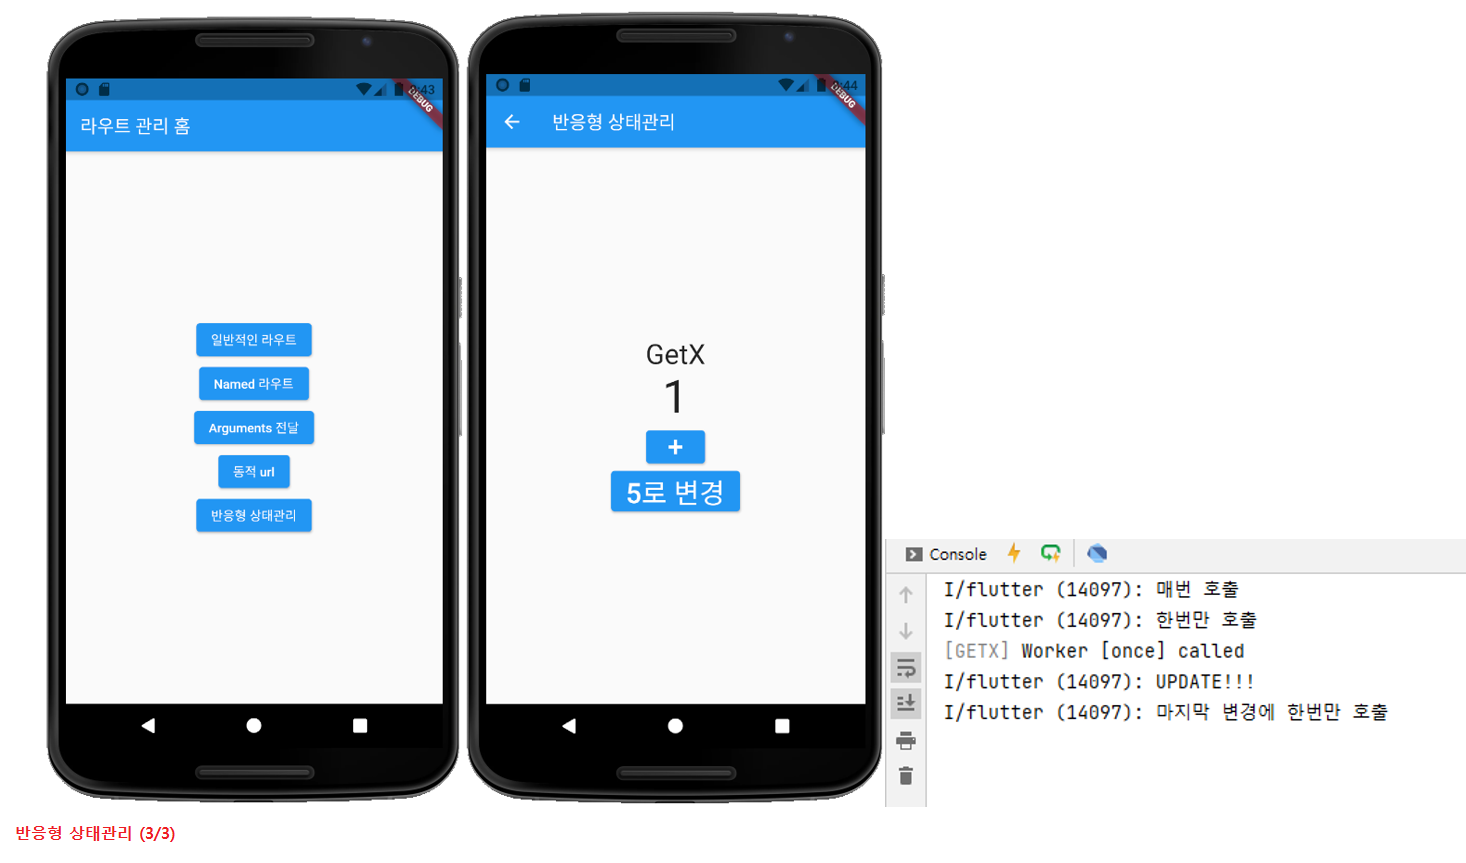 2:43
DEBUG
라우트 관리 홈
일반적인 라우트
Named 라우트
Arguments 전달
동적 url
반응형 상태관리
2:44
DEBUG
반응형 상태관리
GetX
1
+
5로 변경
Console
I/flutter (14097): 매번 호출
I/flutter (14097): 한번만 호출
[GETX] Worker [once] called
I/flutter (14097): UPDATE!!!
I/flutter (14097): 마지막 변경에 한번만 호출
반응형 상태관리 (3/3)